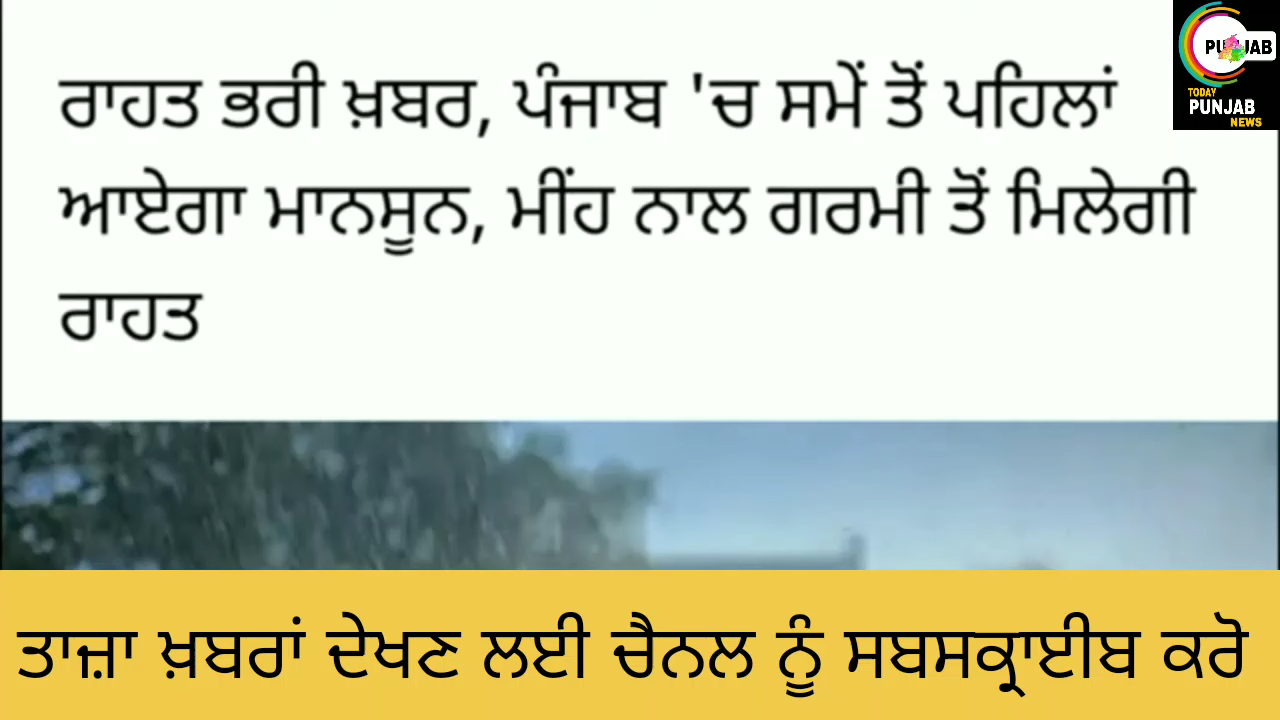 ਰਾਹਤ ਭਰੀ ਖ਼ਬਰ, ਪੰਜਾਬ 'ਚ ਸਮੇਂ ਤੋਂ ਪਹਿਲਾਂ
ਆਏਗਾ ਮਾਨਸੂਨ, ਮੀਂਹ ਨਾਲ ਗਰਮੀ ਤੋਂ ਮਿਲੇਗੀ
ਰਾਹਤ
PUNJAB
TODAY
PUNJAB
NEWS
ਤਾਜ਼ਾ ਖ਼ਬਰਾਂ ਦੇਖਣ ਲਈ ਚੈਨਲ ਨੂੰ ਸਬਸਕ੍ਰਾਈਬ ਕਰੋ